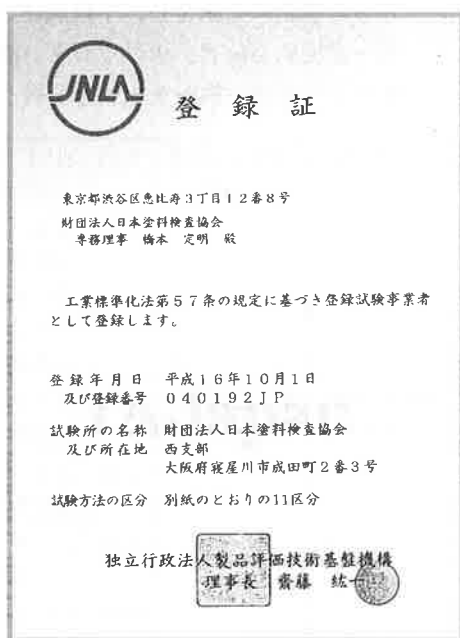 JNLA
登録証
東京都渋谷区恵比寿3丁目12番8号
財団法人日本塗料検査協会
専務理事 橋本 定明 殿
工業標準化法第57条の規定に基づき登録試験事業者
として登録します。
登録年月日 平成16年10月1日
及び登録番号 040192JP
試験所の名称 財団法人日本塗料検査協会
及び所在地 西支部
大阪府寝屋川市成田町2番3号
試験方法の区分 別紙のとおりの11区分
独立行政法人製品評価技術基盤機構
理事長 齋藤 紘一